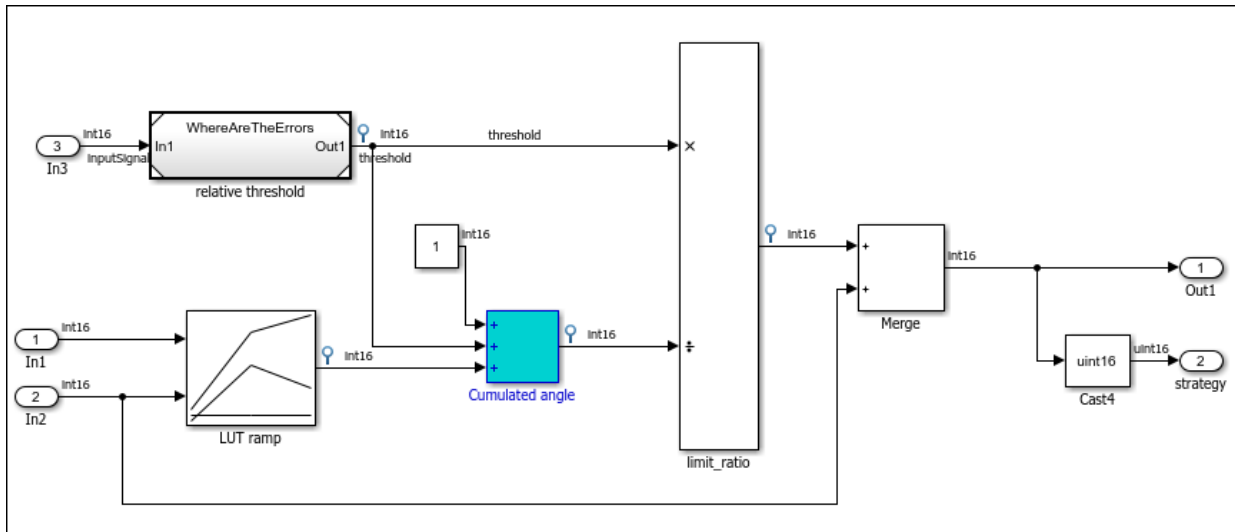 WhereAreTheErrors
int16
3
In3
inputSignal
In1
Out1
int16
threshold
threshold
×
relative threshold
1
int16
int16
+
int16
1
In1
int16
2
In2
int16
LUT ramp
+
+
+
Cumulated angle
int16
÷
limit_ratio
+
Merge
int16
1
Out1
uint16
Cast4
uint16
2
strategy